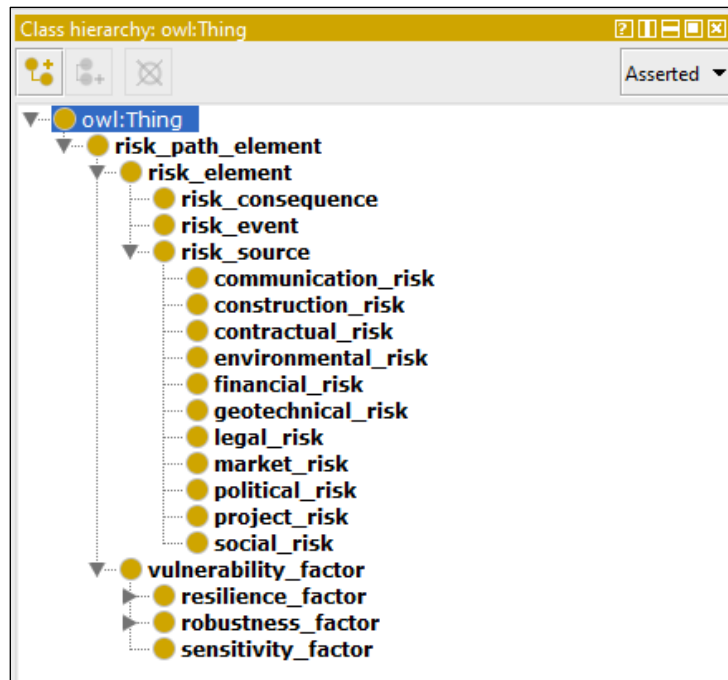 Class hierarchy: owl:Thing
Asserted
owl:Thing
risk_path_element
risk_element
risk_consequence
risk_event
risk_source
communication_risk
construction_risk
contractual_risk
environmental_risk
financial_risk
geotechnical_risk
legal_risk
market_risk
political_risk
project_risk
social_risk
vulnerability_factor
resilience_factor
robustness_factor
sensitivity_factor